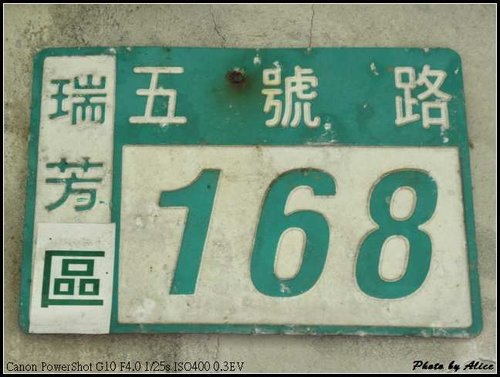 瑞芳區
五號路
168
Canon PowerShot G10 F4.0 1/25s ISO400 0.3EV
Photo by Alice